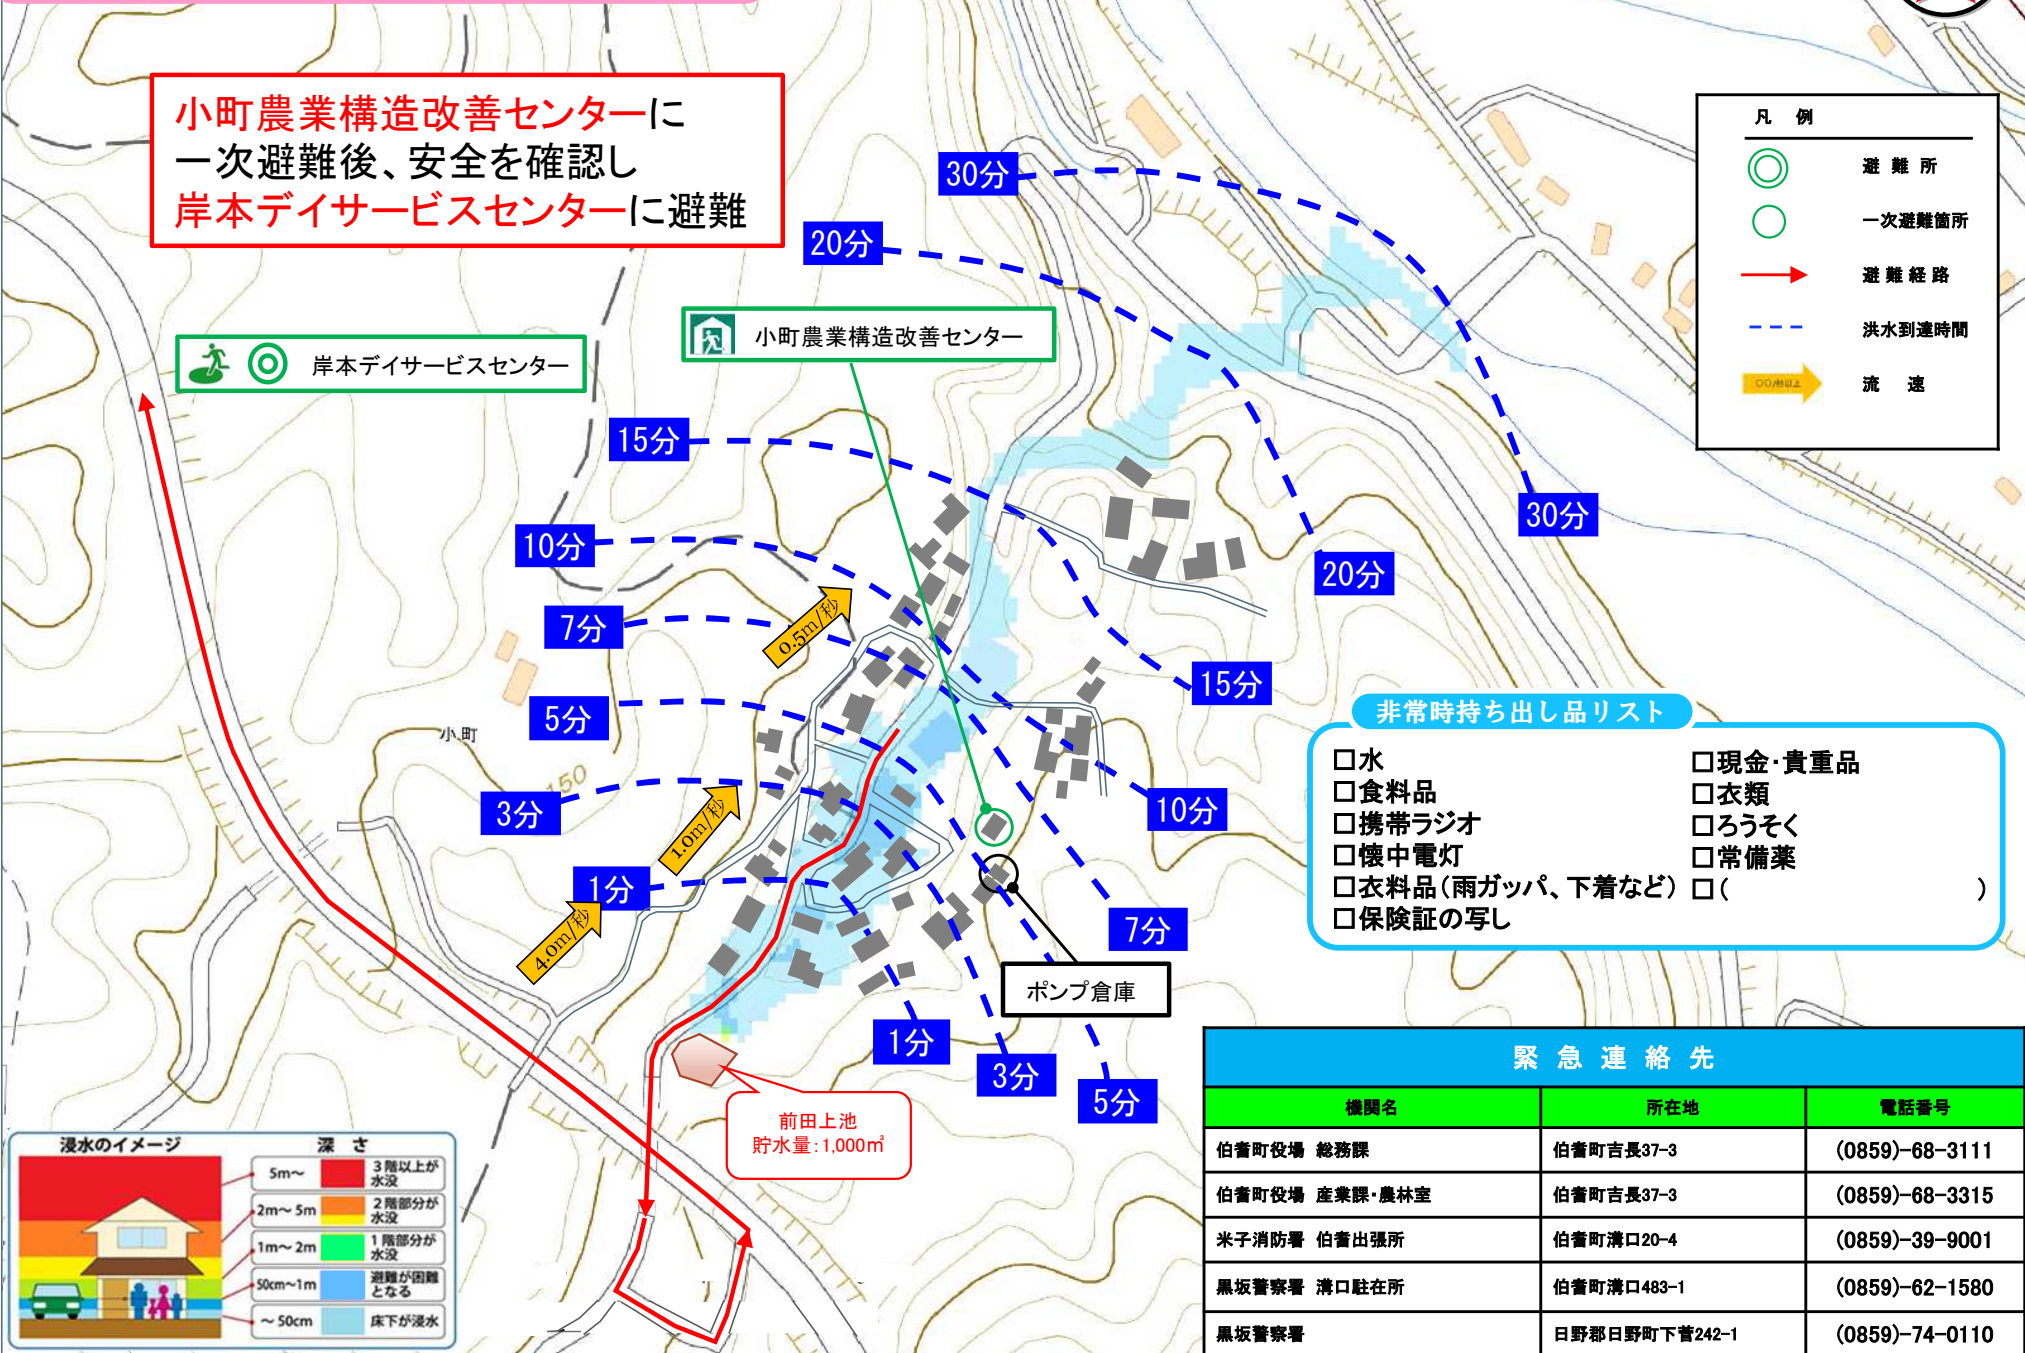 小町農業構造改善センターに
一次避難後、安全を確認し
岸本デイサービスセンターに避難
凡 例
避 難 所
一次避難箇所
避 難 経 路
洪水到達時間
〇〇/秒以上
流 速
30分
20分
小町農業構造改善センター
岸本デイサービスセンター
15分
10分
7分
5分
3分
1分
0.5m/秒
1.0m/秒
4.0m/秒
小町
150
30分
20分
15分
10分
7分
5分
3分
1分
ポンプ倉庫
前田上池
貯水量:1,000㎥
非常時持ち出し品リスト
□水
□食料品
□携帯ラジオ
□懐中電灯
□衣料品(雨ガッパ、下着など)
□保険証の写し
□現金・貴重品
□衣類
□ろうそく
□常備薬
□( )
浸水のイメージ
深 さ
5m～ 3階以上が水没
2m～5m 2階部分が水没
1m～2m 1階部分が水没
50cm～1m 避難が困難となる
～50cm 床下が浸水
緊 急 連 絡 先
機関名 所在地 電話番号
伯耆町役場 総務課 伯耆町吉長37-3 (0859)-68-3111
伯耆町役場 産業課・農林室 伯耆町吉長37-3 (0859)-68-3315
米子消防署 伯耆出張所 伯耆町溝口20-4 (0859)-39-9001
黒坂警察署 溝口駐在所 伯耆町溝口483-1 (0859)-62-1580
黒坂警察署 日野郡日野町下菅242-1 (0859)-74-0110